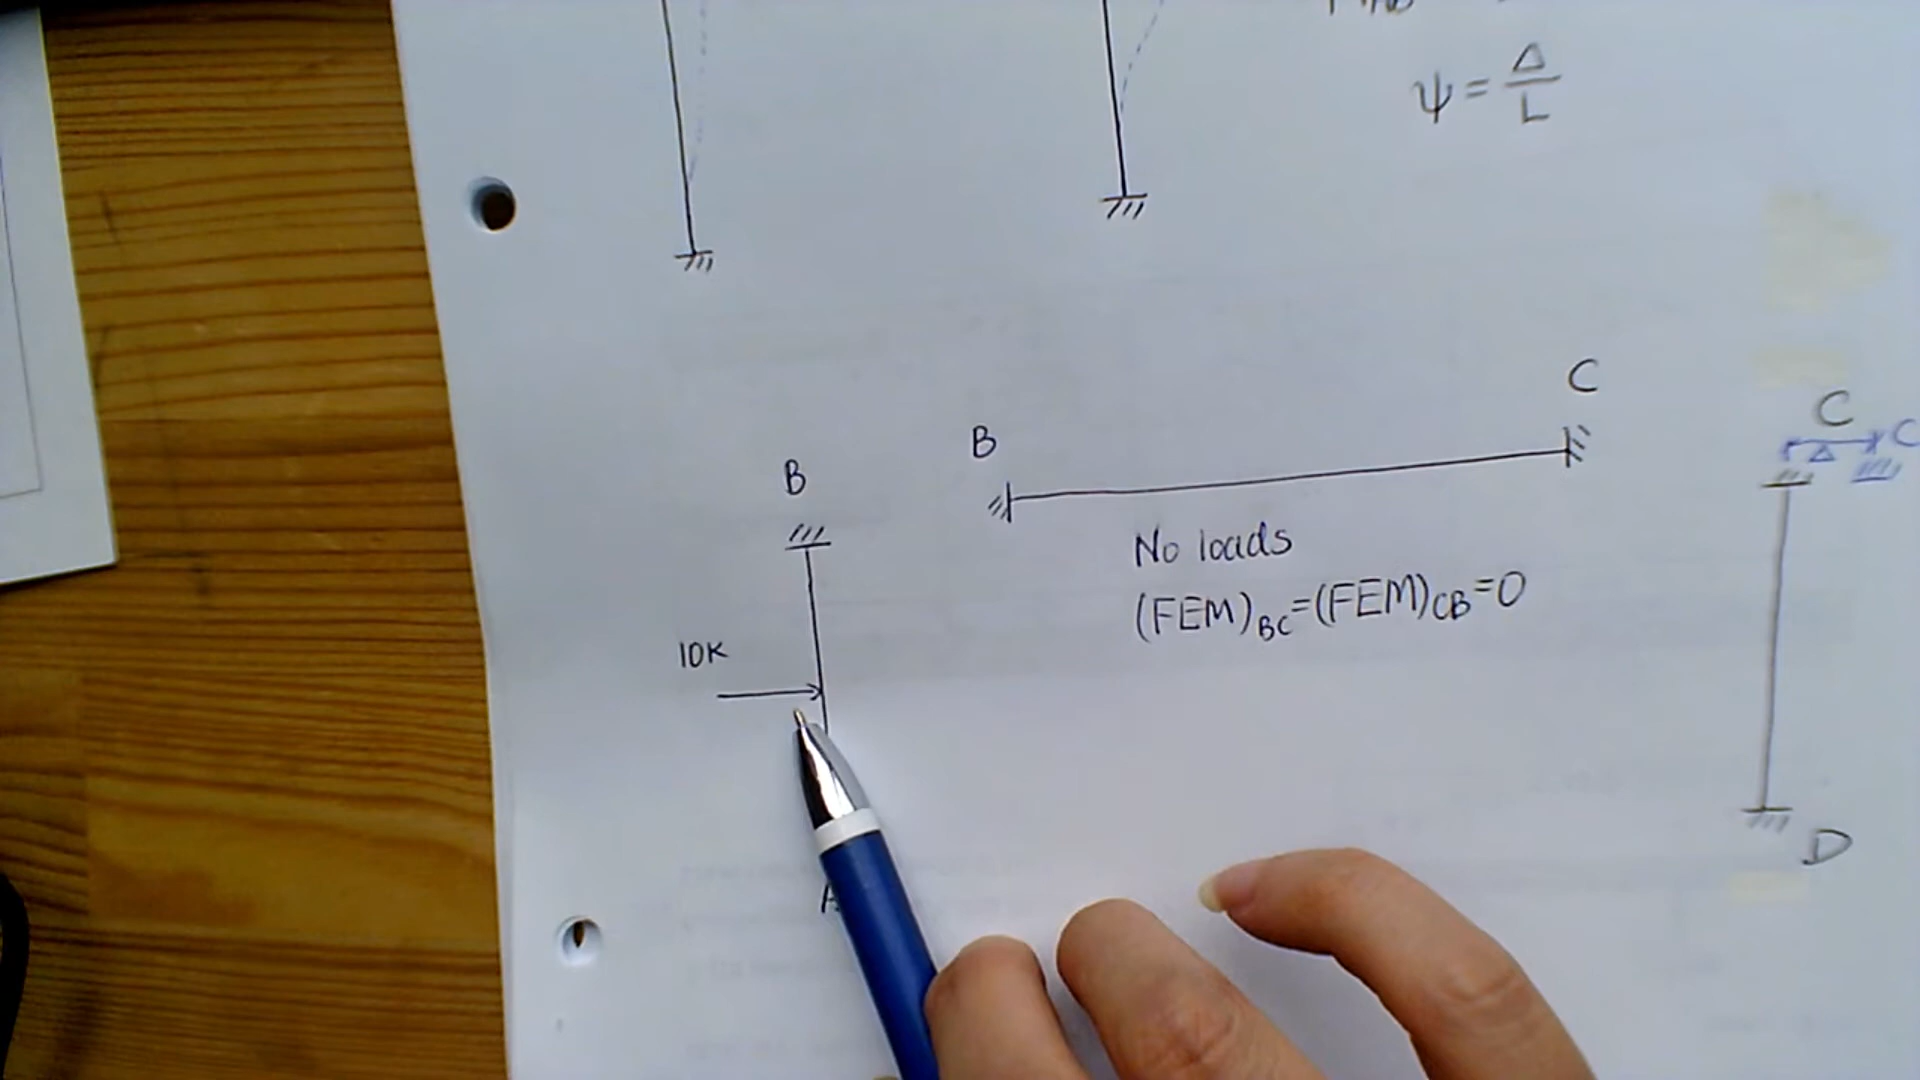 ψ = Δ/L
C
B
C
C
Δ
B
No loads
(FEM)BC=(FEM)CB=0
10K
D